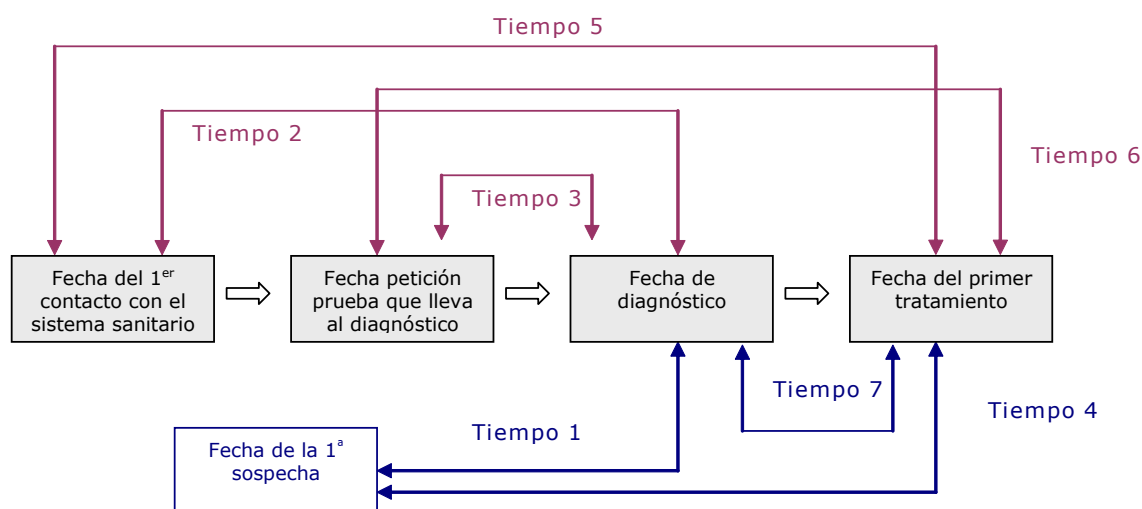 Tiempo 5
Tiempo 2
Tiempo 6
Tiempo 3
Fecha del 1er
contacto con el
sistema sanitario
Fecha petición
prueba que lleva
al diagnóstico
Fecha de
diagnóstico
Fecha del primer
tratamiento
Tiempo 7
Tiempo 4
Tiempo 1
Fecha de la 1ª
sospecha